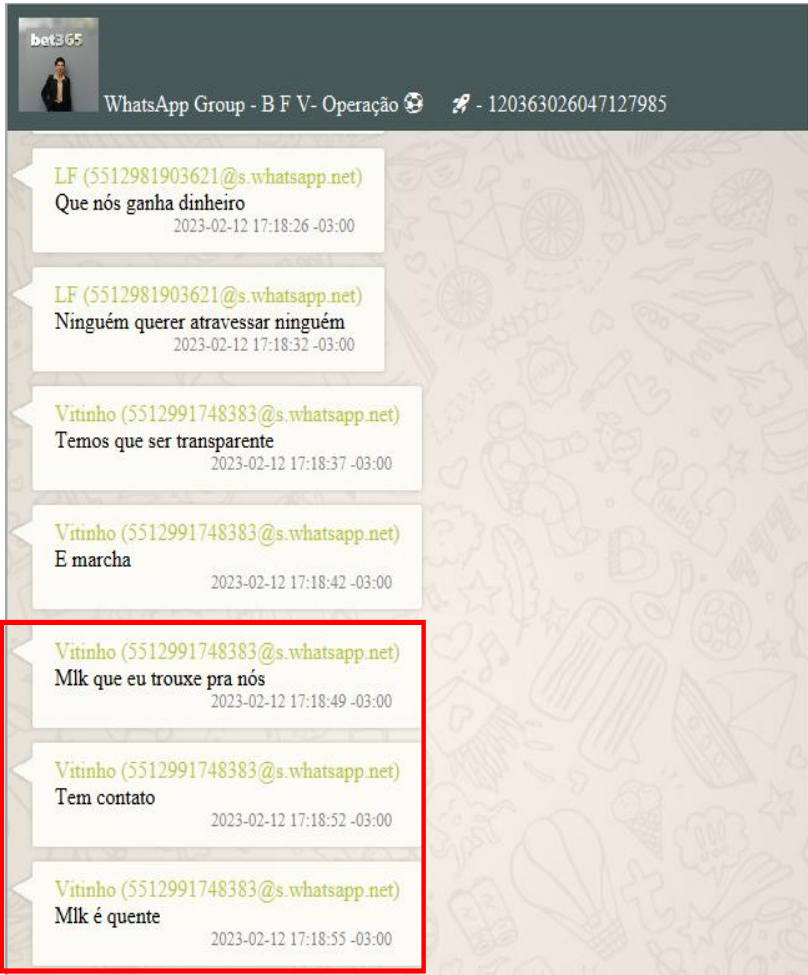 bet365
WhatsApp Group - B F V- Operação ⚽ 🚀 - 120363026047127985
LF (5512981903621@s.whatsapp.net)
Que nós ganha dinheiro
2023-02-12 17:18:26 -03:00
LF (5512981903621@s.whatsapp.net)
Ninguém querer atravessar ninguém
2023-02-12 17:18:32 -03:00
Vitinho (5512991748383@s.whatsapp.net)
Temos que ser transparente
2023-02-12 17:18:37 -03:00
Vitinho (5512991748383@s.whatsapp.net)
E marcha
2023-02-12 17:18:42 -03:00
Vitinho (5512991748383@s.whatsapp.net)
Mlk que eu trouxe pra nós
2023-02-12 17:18:49 -03:00
Vitinho (5512991748383@s.whatsapp.net)
Tem contato
2023-02-12 17:18:52 -03:00
Vitinho (5512991748383@s.whatsapp.net)
Mlk é quente
2023-02-12 17:18:55 -03:00